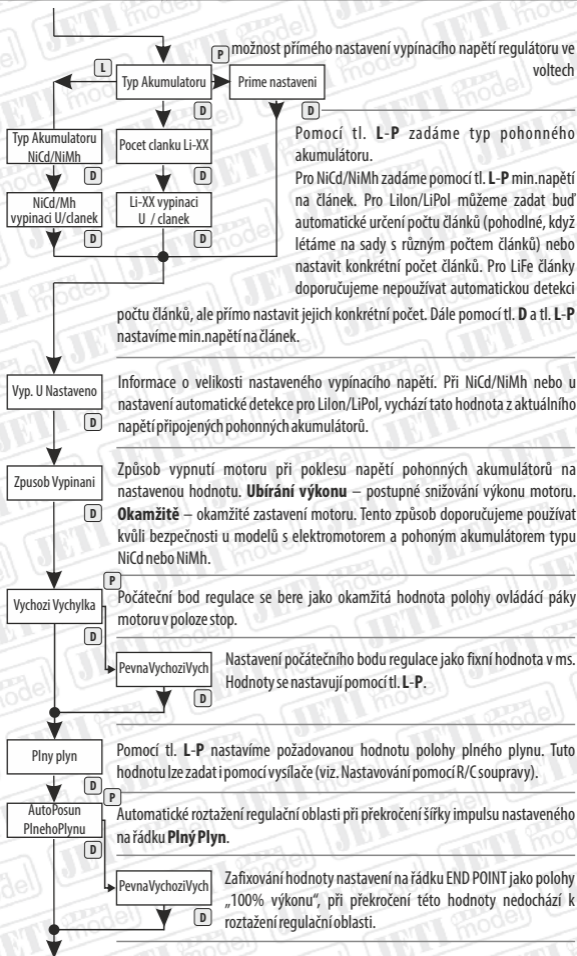 P
možnost přímého nastavení vypínacího napětí regulátoru ve
voltech
L
Typ Akumulatoru
Prime nastaveni
D
D
Typ Akumulatoru
NiCd/NiMh
Pocet clanku Li-XX
D
D
NiCd/Mh
vypinaci U/clanek
Li-XX vypinaci
U / clanek
D
D
Pomocí tl. L-P zadáme typ pohonného
akumulátoru.
Pro NiCd/NiMh zadáme pomocí tl. L-P min.napětí
na článek. Pro LiIon/LiPol můžeme zadat buď
automatické určení počtu článků (pohodlné, když
létáme na sady s různým počtem článků) nebo
nastavit konkrétní počet článků. Pro LiFe články
doporučujeme nepoužívat automatickou detekci
počtu článků, ale přímo nastavit jejich konkrétní počet. Dále pomocí tl. D a tl. L-P
nastavíme min.napětí na článek.
Vyp. U Nastaveno
D
Informace o velikosti nastaveného vypínacího napětí. Při NiCd/NiMh nebo u
nastavení automatické detekce pro LiIon/LiPol, vychází tato hodnota z aktuálního
napětí připojených pohonných akumulátorů.
Zpusob Vypinani
D
Způsob vypnutí motoru při poklesu napětí pohonných akumulátorů na
nastavenou hodnotu. Ubírání výkonu – postupné snižování výkonu motoru.
Okamžitě – okamžité zastavení motoru. Tento způsob doporučujeme používat
kvůli bezpečnosti u modelů s elektromotorem a pohoným akumulátorem typu
NiCd nebo NiMh.
P
Vychozi Vychylka
D
Počáteční bod regulace se bere jako okamžitá hodnota polohy ovládácí páky
motoru v poloze stop.
PevnaVychoziVych
D
Nastavení počátečního bodu regulace jako fixní hodnota v ms.
Hodnoty se nastavují pomocí tl. L-P.
Plny plyn
D
Pomocí tl. L-P nastavíme požadovanou hodnotu polohy plného plynu. Tuto
hodnotu lze zadat i pomocí vysílače (viz. Nastavování pomocí R/C soupravy).
P
AutoPosun
PlnehoPlynu
D
Automatické roztažení regulační oblasti při překročení šířky impulsu nastaveného
na řádku Plný Plyn.
PevnaVychoziVych
D
Zafixování hodnoty nastavení na řádku END POINT jako polohy
„100% výkonu“, při překročení této hodnoty nedochází k
roztažení regulační oblasti.
JETI model